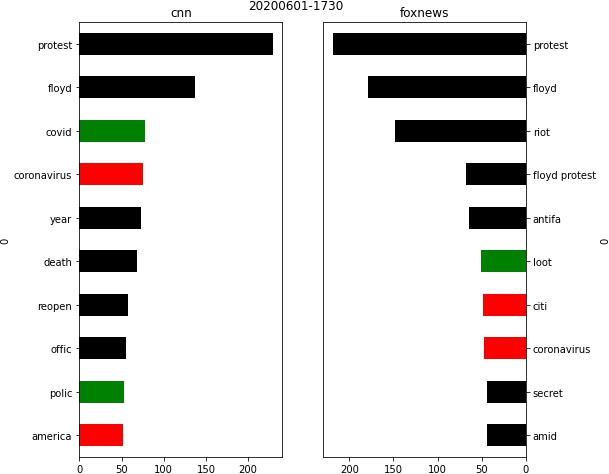 20200601-1730
cnn
foxnews
protest
floyd
covid
coronavirus
year
death
reopen
offic
polic
america
0
0 50 100 150 200
protest
floyd
riot
floyd protest
antifa
loot
citi
coronavirus
secret
amid
0
200 150 100 50 0